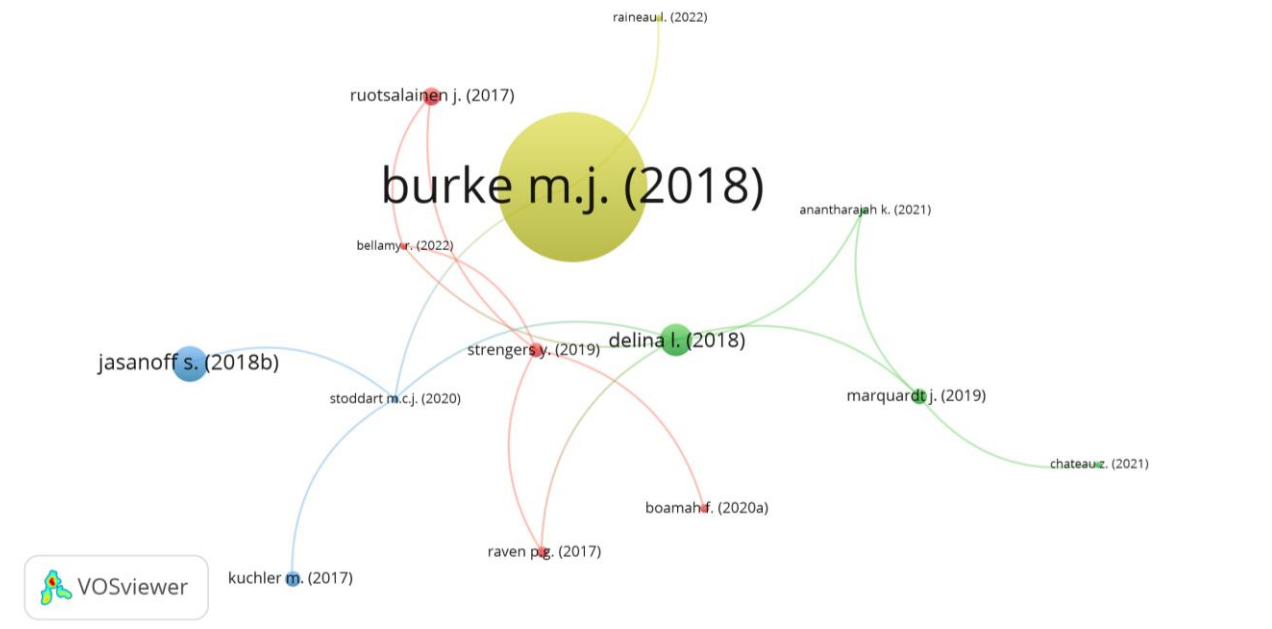 raineau l. (2022)
ruotsalainen j. (2017)
burke m.j. (2018)
anantharajah k. (2021)
bellamy r. (2022)
delina l. (2018)
strengers y. (2019)
jasanoff s. (2018b)
stoddart m.c.j. (2020)
marquardt j. (2019)
chateau z. (2021)
boamah f. (2020a)
raven p.g. (2017)
kuchler m. (2017)
VOSviewer